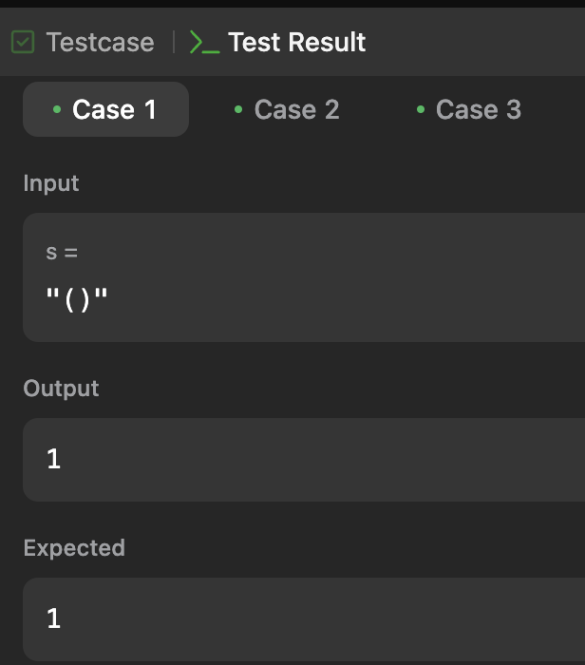 Testcase | >_ Test Result
• Case 1 • Case 2 • Case 3
Input
s =
"()"
Output
1
Expected
1